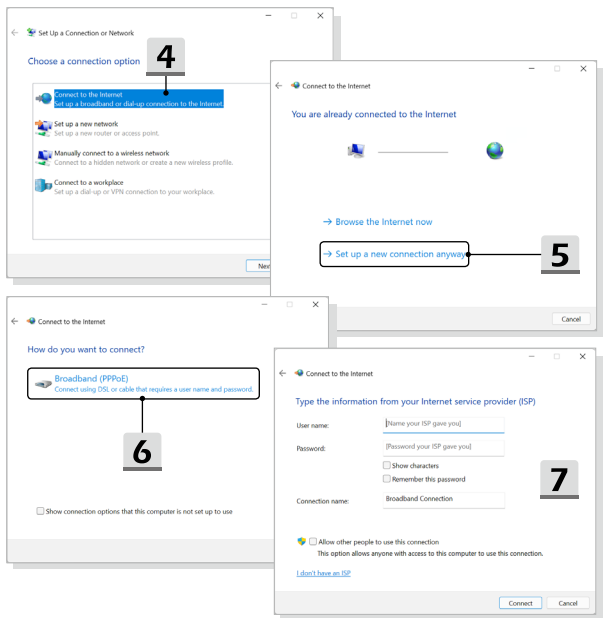 Set Up a Connection or Network
Choose a connection option
4
Connect to the Internet
Set up a broadband or dial-up connection to the Internet.
Set up a new network
Set up a new router or access point.
Manually connect to a wireless network
Connect to a hidden network or create a new wireless profile.
Connect to a workplace
Set up a dial-up or VPN connection to your workplace.
Nex
Connect to the Internet
You are already connected to the Internet
→ Browse the Internet now
→ Set up a new connection anyway
5
Cancel
Connect to the Internet
How do you want to connect?
Broadband (PPPoE)
Connect using DSL or cable that requires a user name and password.
6
Show connection options that this computer is not set up to use
Connect to the Internet
Type the information from your Internet service provider (ISP)
User name: [Name your ISP gave you]
Password: [Password your ISP gave you]
Show characters
Remember this password
7
Connection name: Broadband Connection
Allow other people to use this connection
This option allows anyone with access to this computer to use this connection.
I don't have an ISP
Connect Cancel